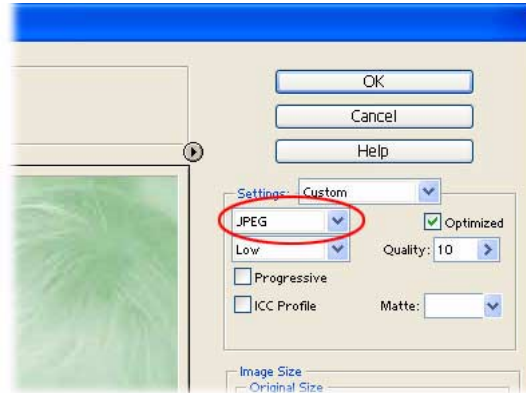 OK
Cancel
Help
Settings: Custom
JPEG
Optimized
Low
Quality: 10
Progressive
ICC Profile
Matte:
Image Size
Original Size